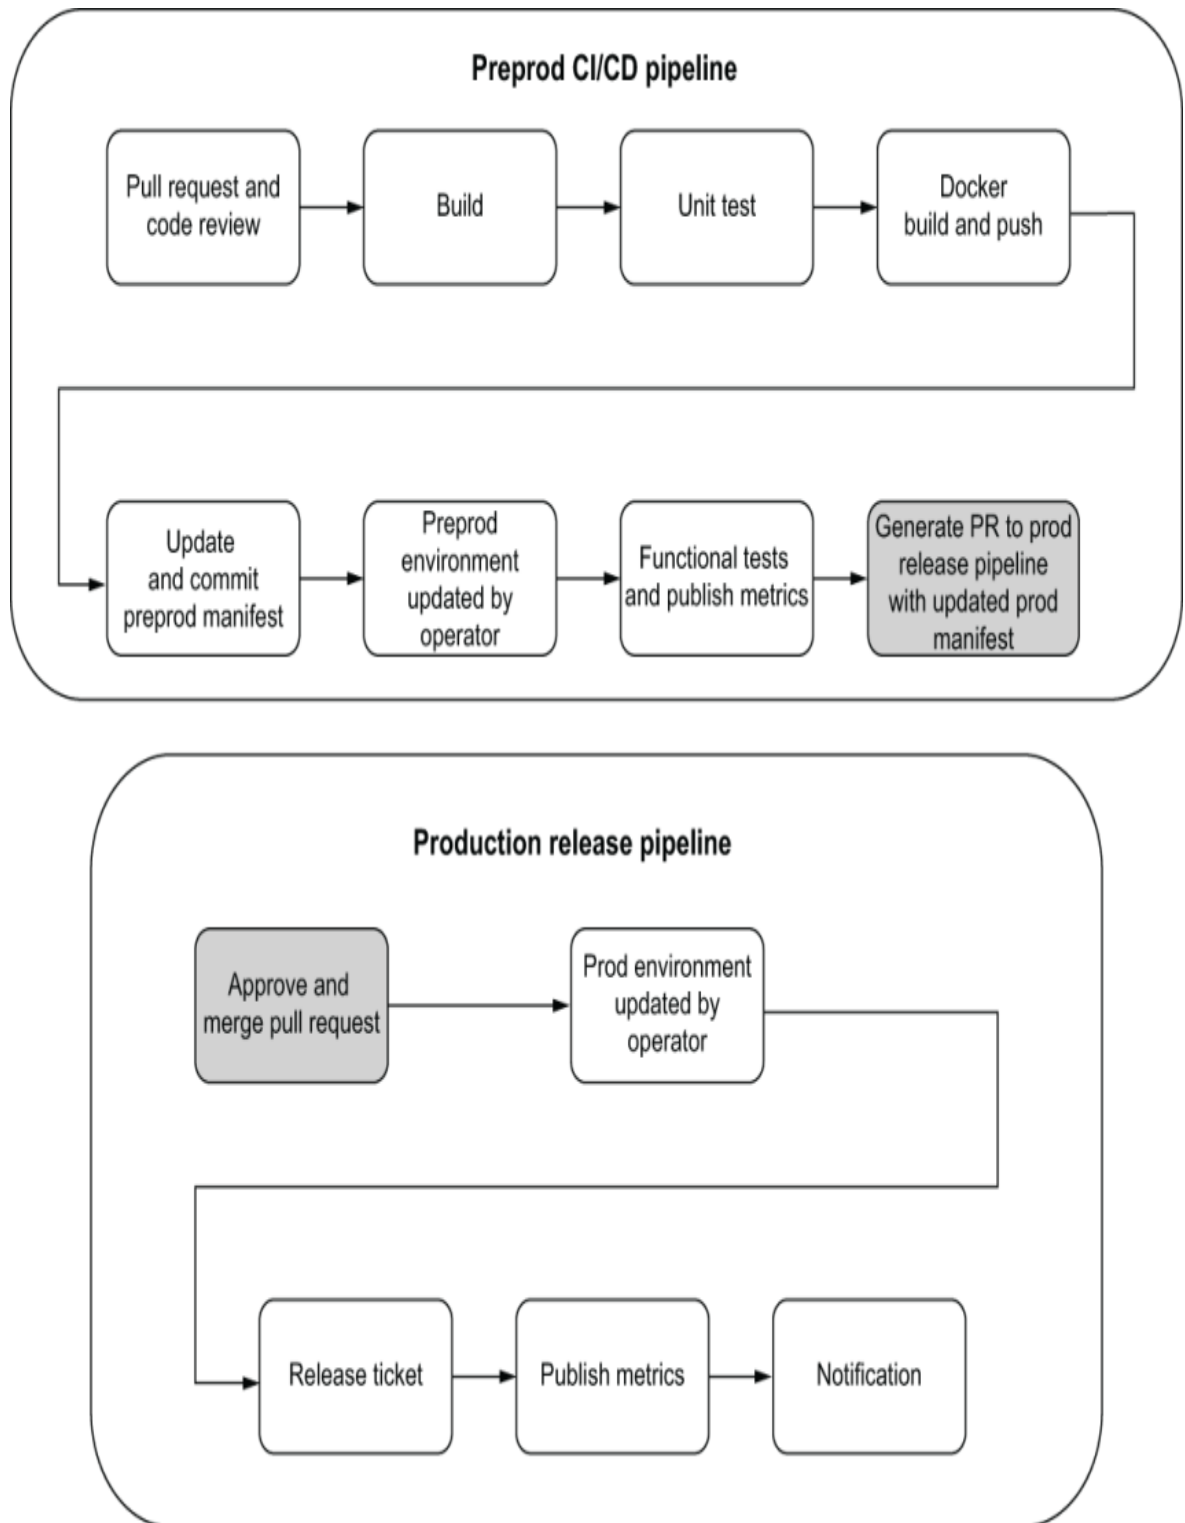 Preprod CI/CD pipeline
Pull request and
code review
Build
Unit test
Docker
build and push
Update
and commit
preprod manifest
Preprod
environment
updated by
operator
Functional tests
and publish metrics
Generate PR to prod
release pipeline
with updated prod
manifest
Production release pipeline
Approve and
merge pull request
Prod environment
updated by
operator
Release ticket
Publish metrics
Notification